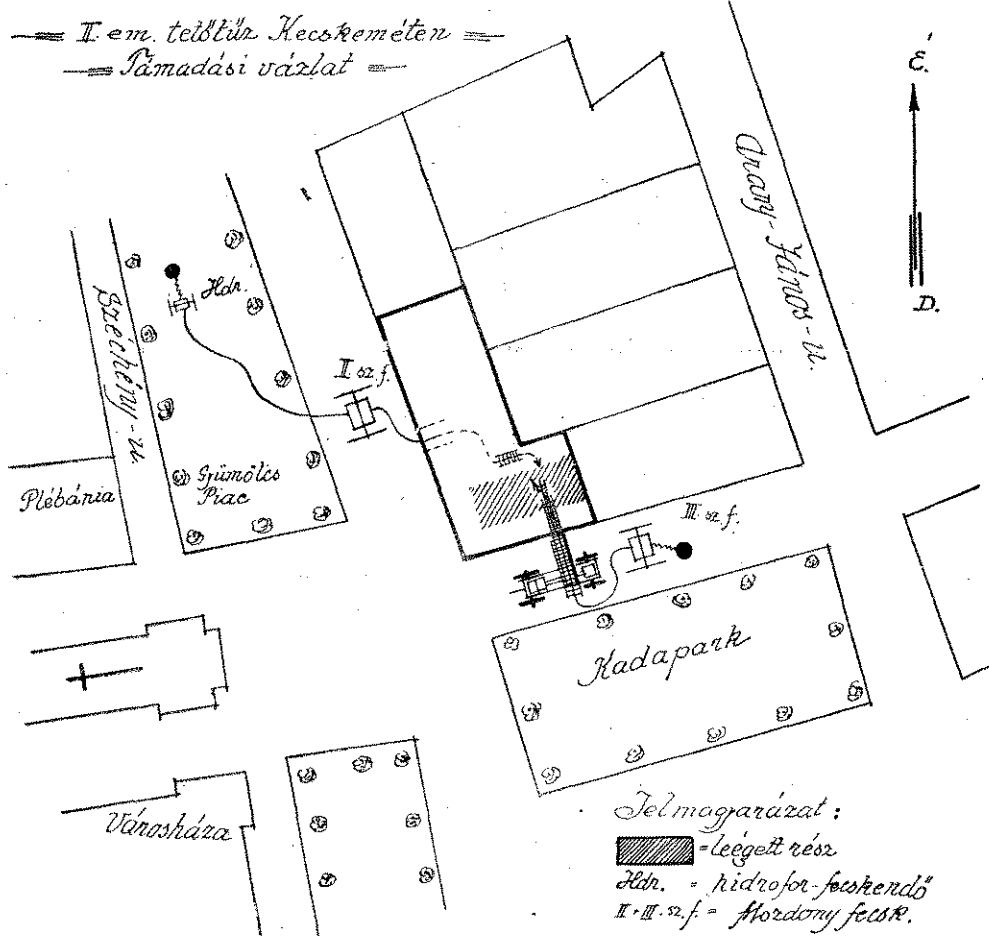 II em. tetőtűz Kecskeméten
Támadási vázlat
É.
D.
Arany-János-u.
Széchényi-u.
Hdr.
II sz. f.
Plébánia
Gyümölcs
Piac
III sz. f.
Kadapark
Városháza
Jelmagyarázat:
=leégett rész
Hdr. = hidrofor-fecskendő
II+III. sz. f. = Mozdony fecsk.